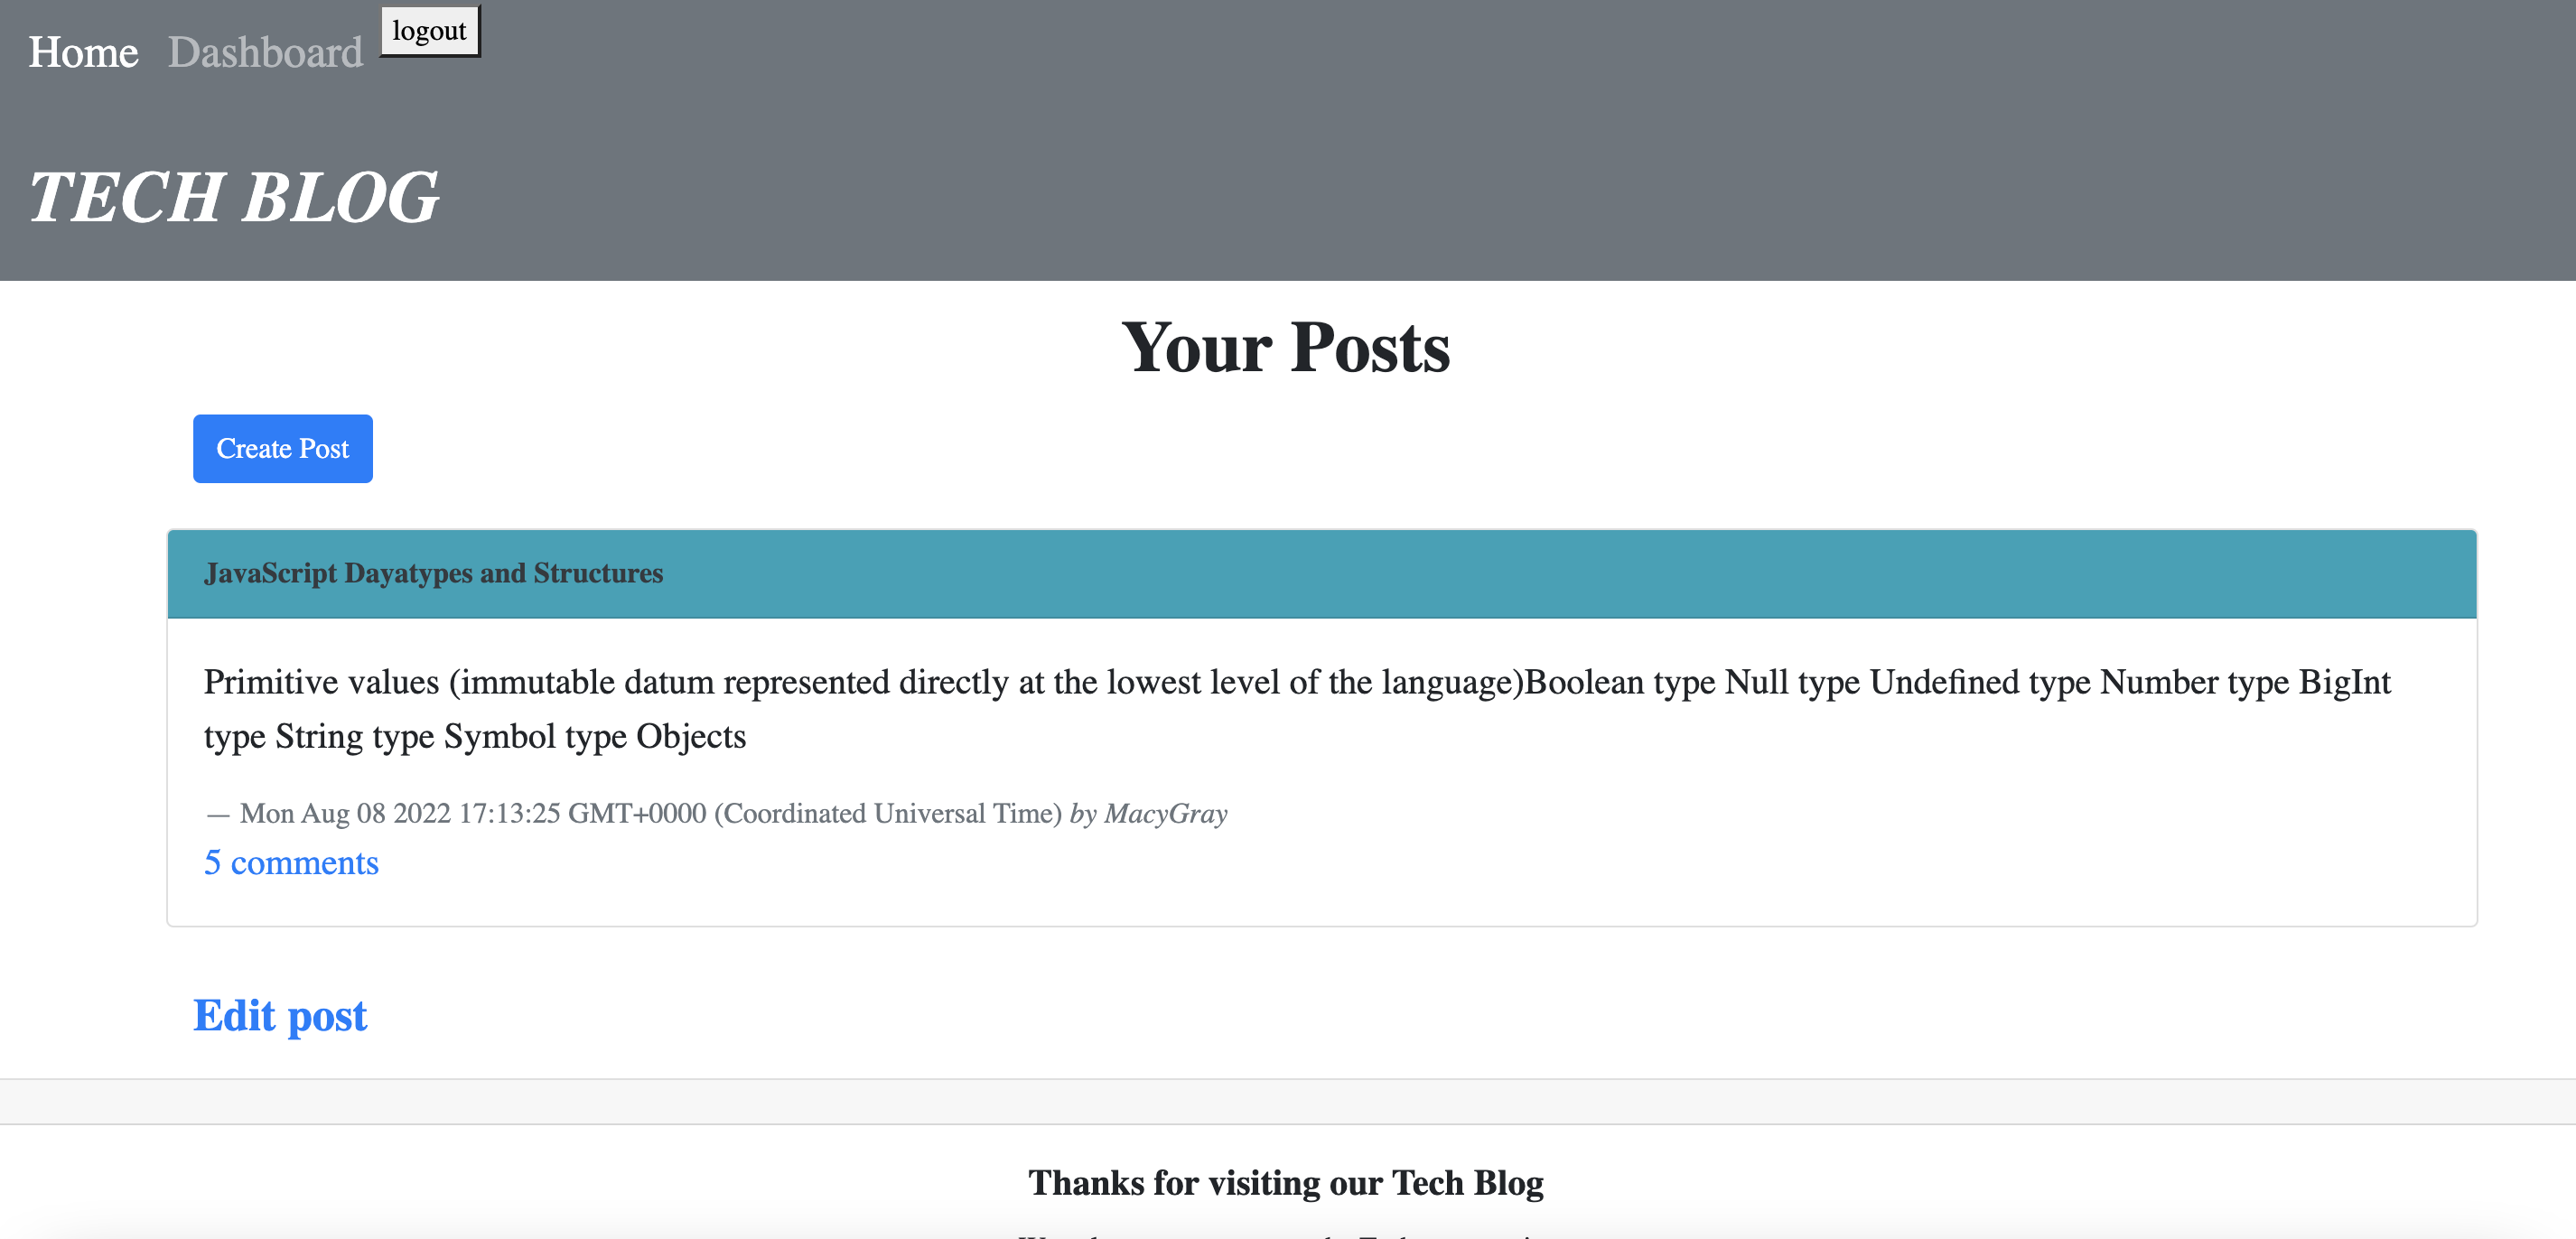 Home Dashboard logout
TECH BLOG
Your Posts
Create Post
JavaScript Dayatypes and Structures
Primitive values (immutable datum represented directly at the lowest level of the language)Boolean type Null type Undefined type Number type BigInt
type String type Symbol type Objects
— Mon Aug 08 2022 17:13:25 GMT+0000 (Coordinated Universal Time) by MacyGray
5 comments
Edit post
Thanks for visiting our Tech Blog